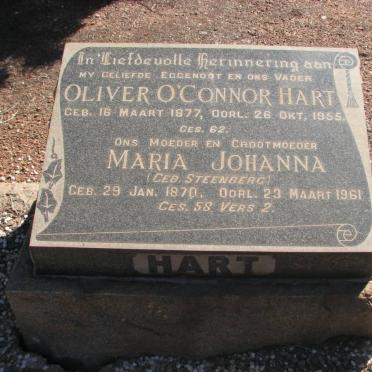 In Liefdevolle Herinnering aan
MY GELIEFDE EGGENOOT EN ONS VADER
OLIVER O'CONNOR HART
GEB. 16 MAART 1877, OORL. 26 OKT. 1955.
GES. 62.
ONS MOEDER EN GROOTMOEDER
MARIA JOHANNA
(GEB. STEENBERG)
GEB. 29 JAN. 1870, OORL. 23 MAART 1961
GES. 58 VERS 2
HART